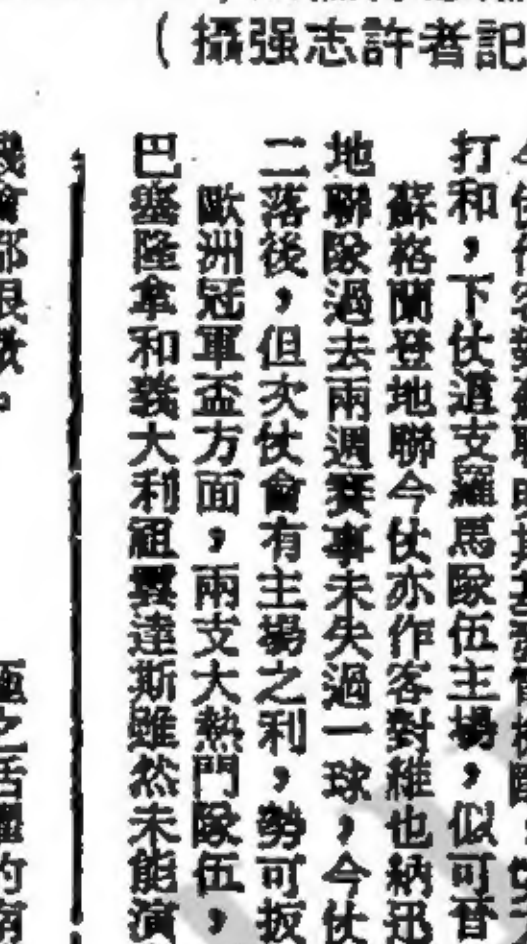 （攝强志許者記
打和，下仗這支羅馬隊伍主場，似可晉
蘇格蘭登地聯今仗亦作客對維也納迅
地聯隊過去兩週賽事未失過一球，今仗
二落後，但次仗會有主場之利，勢可扳
歐洲冠軍盃方面，兩支大熱門隊伍，
巴塞隆拿和義大利祖雲達斯雖然未能演